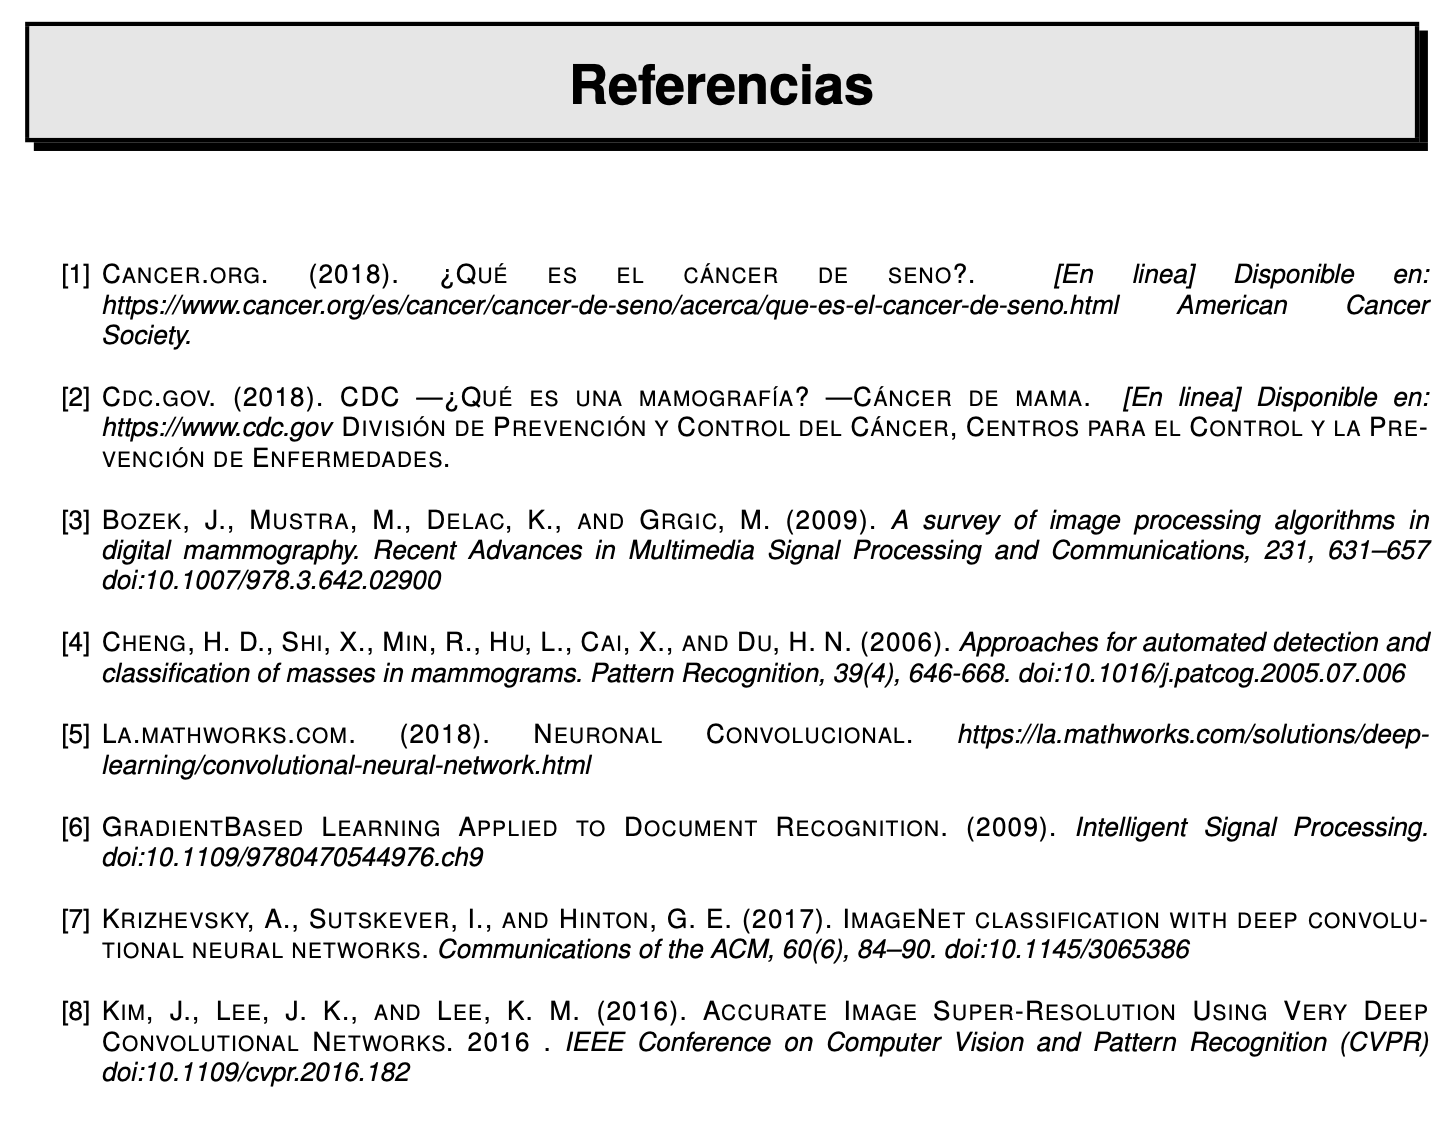 Referencias
[1] CANCER.ORG. (2018). ¿QUÉ ES EL CÁNCER DE SENO?. [En linea] Disponible en:
https://www.cancer.org/es/cancer/cancer-de-seno/acerca/que-es-el-cancer-de-seno.html American Cancer
Society.
[2] CDC.GOV. (2018). CDC —¿QUÉ ES UNA MAMOGRAFÍA? —CÁNCER DE MAMA. [En linea] Disponible en:
https://www.cdc.gov DIVISIÓN DE PREVENCIÓN Y CONTROL DEL CÁNCER, CENTROS PARA EL CONTROL Y LA PRE-
VENCIÓN DE ENFERMEDADES.
[3] BOZEK, J., MUSTRA, M., DELAC, K., AND GRGIC, M. (2009). A survey of image processing algorithms in
digital mammography. Recent Advances in Multimedia Signal Processing and Communications, 231, 631–657
doi:10.1007/978.3.642.02900
[4] CHENG, H. D., SHI, X., MIN, R., HU, L., CAI, X., AND DU, H. N. (2006). Approaches for automated detection and
classification of masses in mammograms. Pattern Recognition, 39(4), 646-668. doi:10.1016/j.patcog.2005.07.006
[5] LA.MATHWORKS.COM. (2018). NEURONAL CONVOLUCIONAL. https://la.mathworks.com/solutions/deep-
learning/convolutional-neural-network.html
[6] GRADIENTBASED LEARNING APPLIED TO DOCUMENT RECOGNITION. (2009). Intelligent Signal Processing.
doi:10.1109/9780470544976.ch9
[7] KRIZHEVSKY, A., SUTSKEVER, I., AND HINTON, G. E. (2017). IMAGENET CLASSIFICATION WITH DEEP CONVOLU-
TIONAL NEURAL NETWORKS. Communications of the ACM, 60(6), 84–90. doi:10.1145/3065386
[8] KIM, J., LEE, J. K., AND LEE, K. M. (2016). ACCURATE IMAGE SUPER-RESOLUTION USING VERY DEEP
CONVOLUTIONAL NETWORKS. 2016 . IEEE Conference on Computer Vision and Pattern Recognition (CVPR)
doi:10.1109/cvpr.2016.182